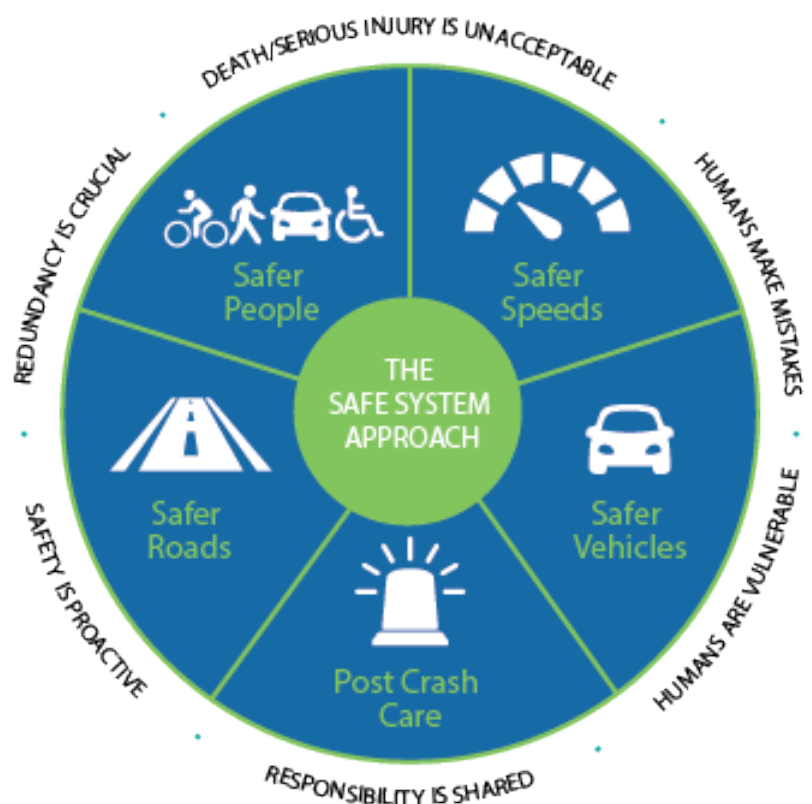 DEATH/SERIOUS INJURY IS UNACCEPTABLE
HUMANS MAKE MISTAKES
HUMANS ARE VULNERABLE
RESPONSIBILITY IS SHARED
SAFETY IS PROACTIVE
REDUNDANCY IS CRUCIAL
Safer
People
Safer
Speeds
THE
SAFE SYSTEM
APPROACH
Safer
Roads
Safer
Vehicles
Post Crash
Care